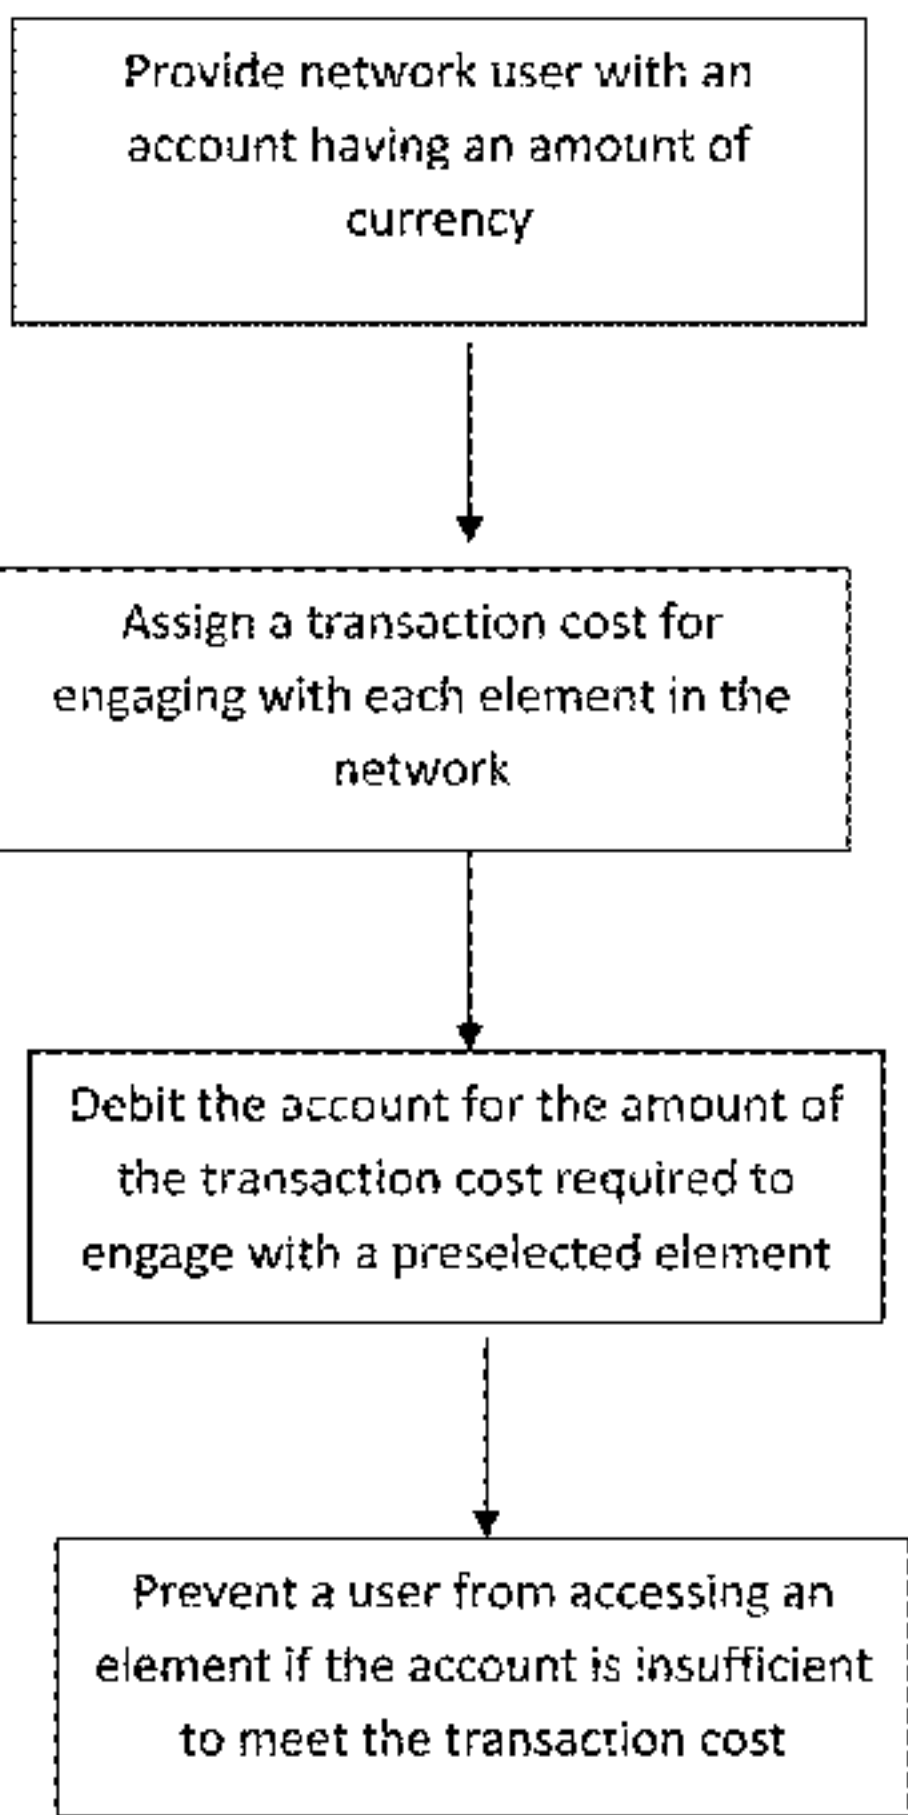 Provide network user with an
account having an amount of
currency
Assign a transaction cost for
engaging with each element in the
network
Debit the account for the amount of
the transaction cost required to
engage with a preselected element
Prevent a user from accessing an
element if the account is insufficient
to meet the transaction cost